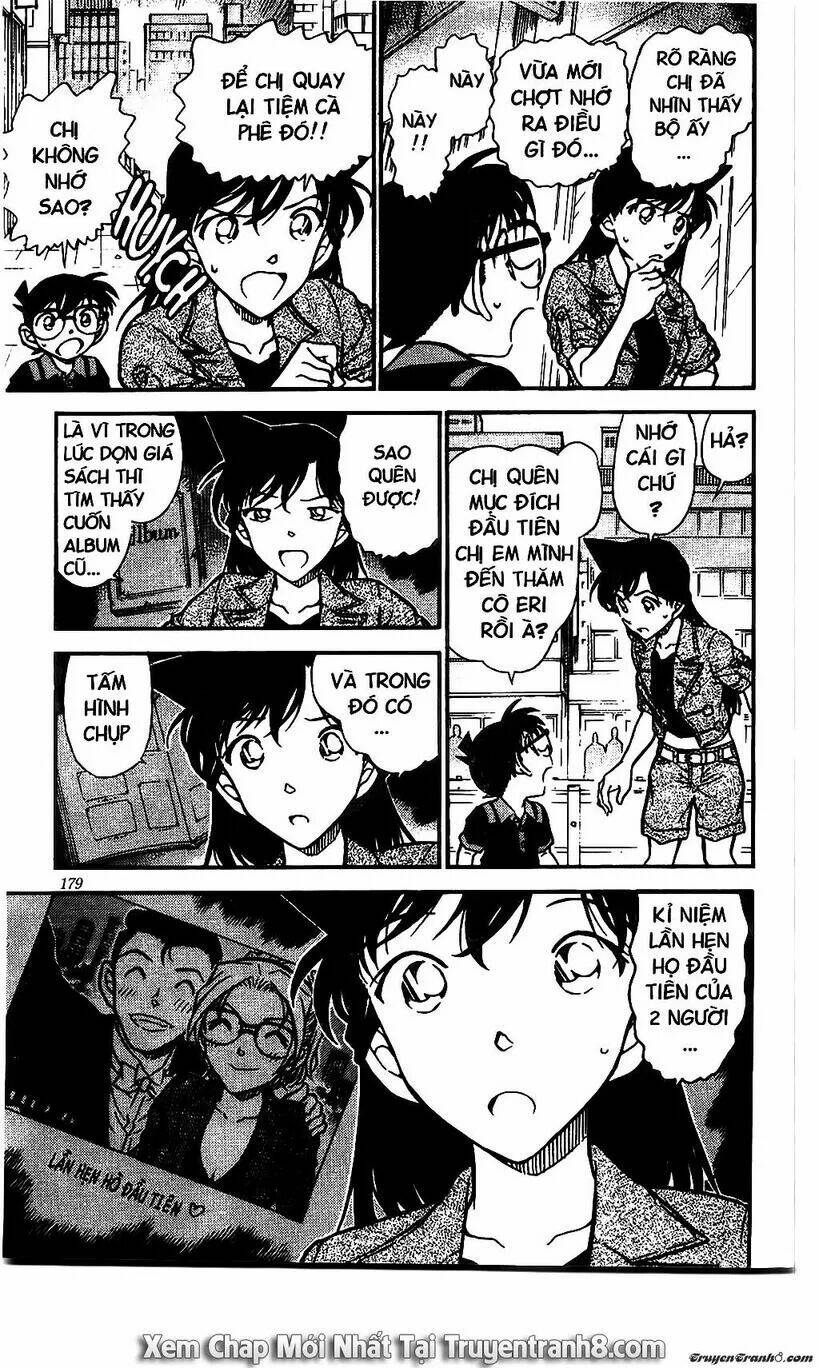 RÕ RÀNG
CHỊ ĐÃ
NHÌN THẤY
BỘ ẤY
...
VỪA MỚI
CHỢT NHỚ
RA ĐIỀU
GÌ ĐÓ...
NÀY
NÀY
!!
ĐỂ CHỊ QUAY
LẠI TIỆM CÀ
PHÊ ĐÓ!!
HUỴCH
CHỊ
KHÔNG
NHỚ
SAO?
HẢ?
NHỚ
CÁI GÌ
CHỨ
?
CHỊ QUÊN
MỤC ĐÍCH
ĐẦU TIÊN
CHỊ EM MÌNH
ĐẾN THĂM
CÔ ERI
RỒI À?
SAO
QUÊN
ĐƯỢC!
LÀ VÌ TRONG
LÚC DỌN GIÁ
SÁCH THÌ
TÌM THẤY
CUỐN
ALBUM
CŨ...
Album
VÀ TRONG
ĐÓ CÓ
...
TẤM
HÌNH
CHỤP
179
KỈ NIỆM
LẦN HẸN
HỌ ĐẦU
TIÊN CỦA
2 NGƯỜI
...
LẦN HẸN HÒ ĐẦU TIÊN ♡
Xem Chap Mới Nhất Tại Truyentranh8.com
TruyenTranh8.com